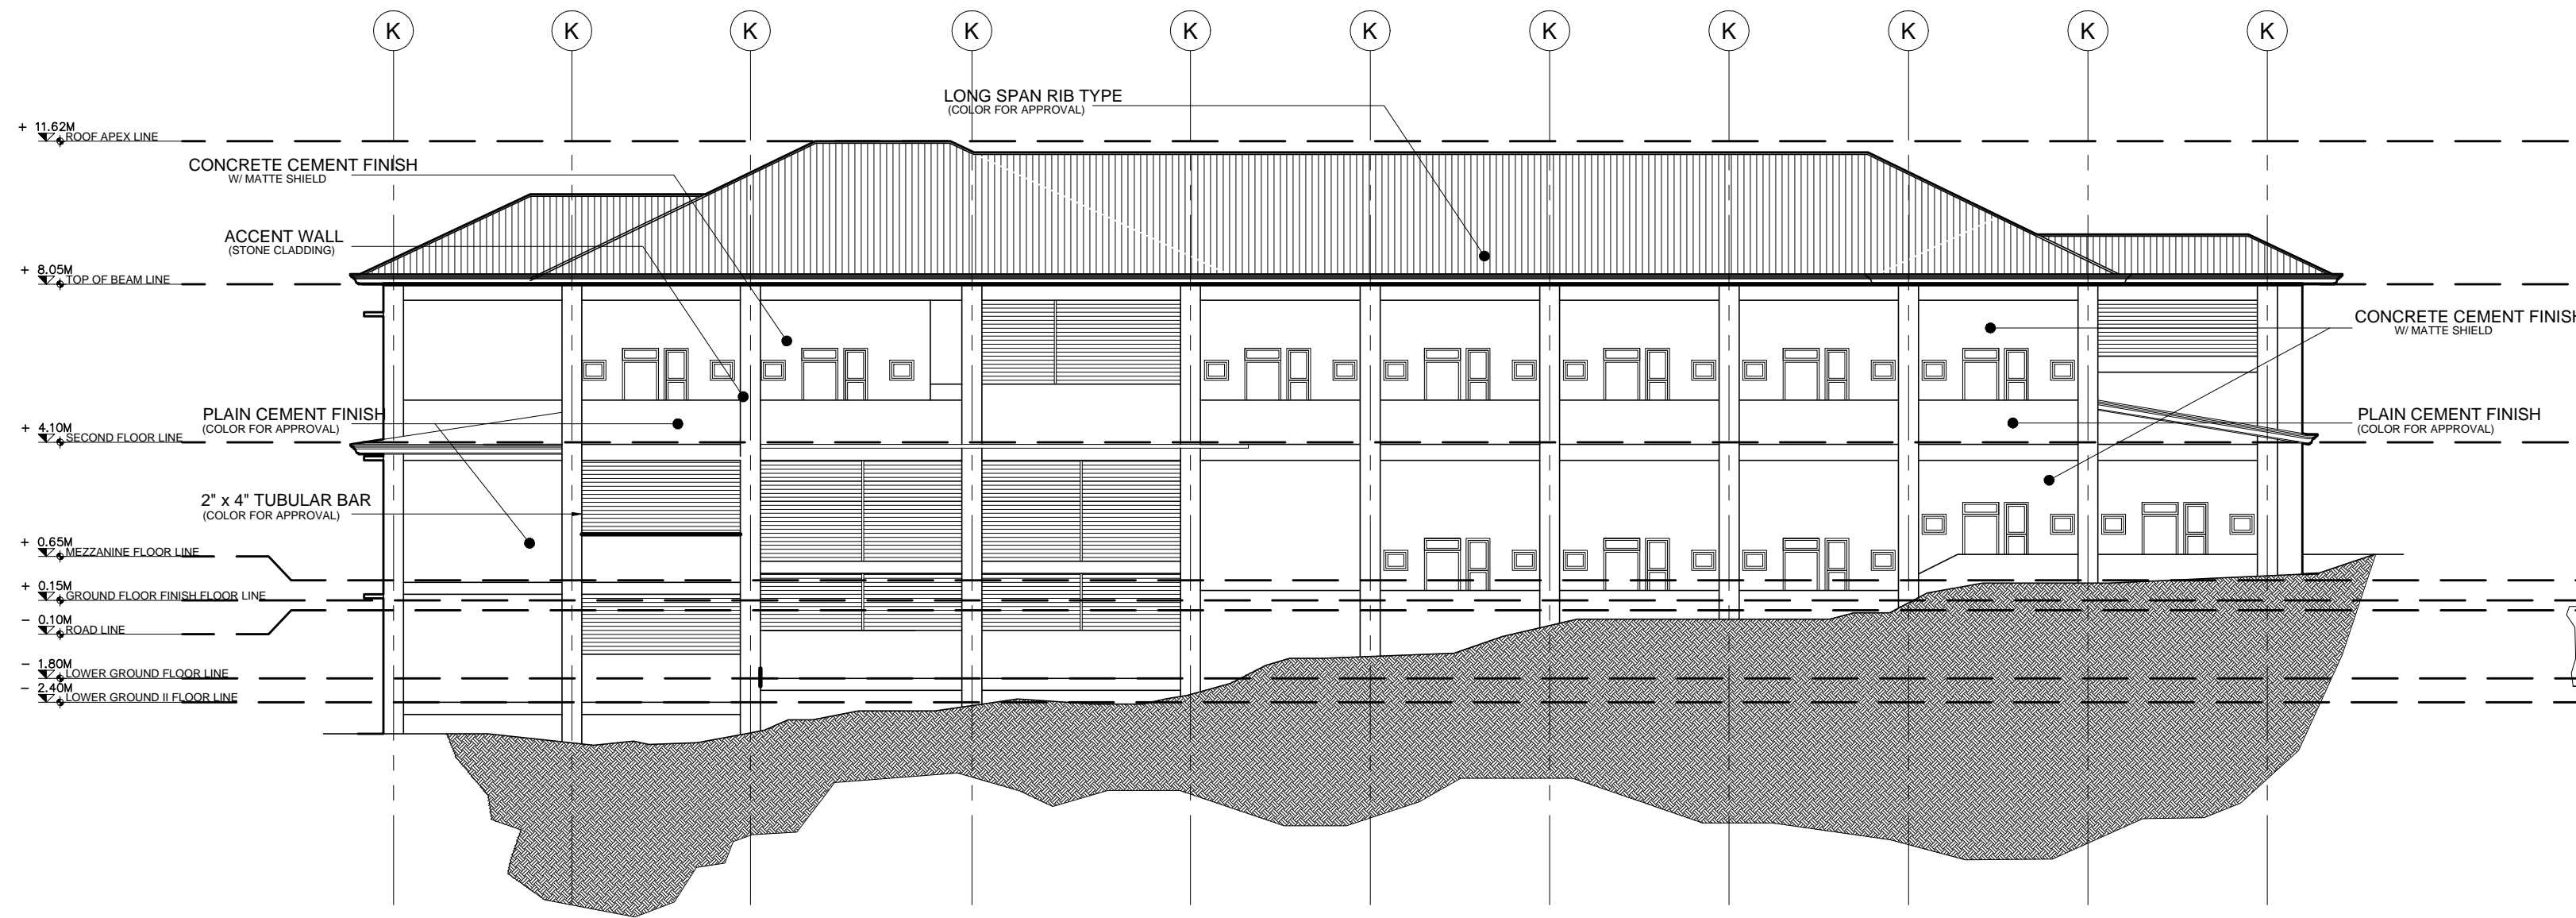 K K K K K K K K K K K
LONG SPAN RIB TYPE
(COLOR FOR APPROVAL)
+ 11.62M
ROOF APEX LINE
CONCRETE CEMENT FINISH
W/ MATTE SHIELD
ACCENT WALL
(STONE CLADDING)
+ 8.05M
TOP OF BEAM LINE
CONCRETE CEMENT FINISH
W/ MATTE SHIELD
PLAIN CEMENT FINISH
(COLOR FOR APPROVAL)
+ 4.10M
SECOND FLOOR LINE
PLAIN CEMENT FINISH
(COLOR FOR APPROVAL)
2" x 4" TUBULAR BAR
(COLOR FOR APPROVAL)
+ 0.65M
MEZZANINE FLOOR LINE
+ 0.15M
GROUND FLOOR FINISH FLOOR LINE
− 0.10M
ROAD LINE
− 1.80M
LOWER GROUND FLOOR LINE
− 2.40M
LOWER GROUND II FLOOR LINE